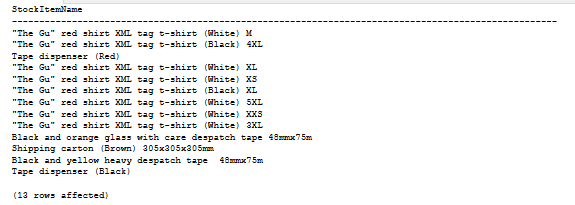 StockItemName
----------------------------------------------------------------------------------------------------
"The Gu" red shirt XML tag t-shirt (White) M
"The Gu" red shirt XML tag t-shirt (Black) 4XL
Tape dispenser (Red)
"The Gu" red shirt XML tag t-shirt (White) XL
"The Gu" red shirt XML tag t-shirt (White) XS
"The Gu" red shirt XML tag t-shirt (Black) XL
"The Gu" red shirt XML tag t-shirt (White) 5XL
"The Gu" red shirt XML tag t-shirt (White) XXS
"The Gu" red shirt XML tag t-shirt (White) 3XL
Black and orange glass with care despatch tape 48mmx75m
Shipping carton (Brown) 305x305x305mm
Black and yellow heavy despatch tape  48mmx75m
Tape dispenser (Black)
(13 rows affected)